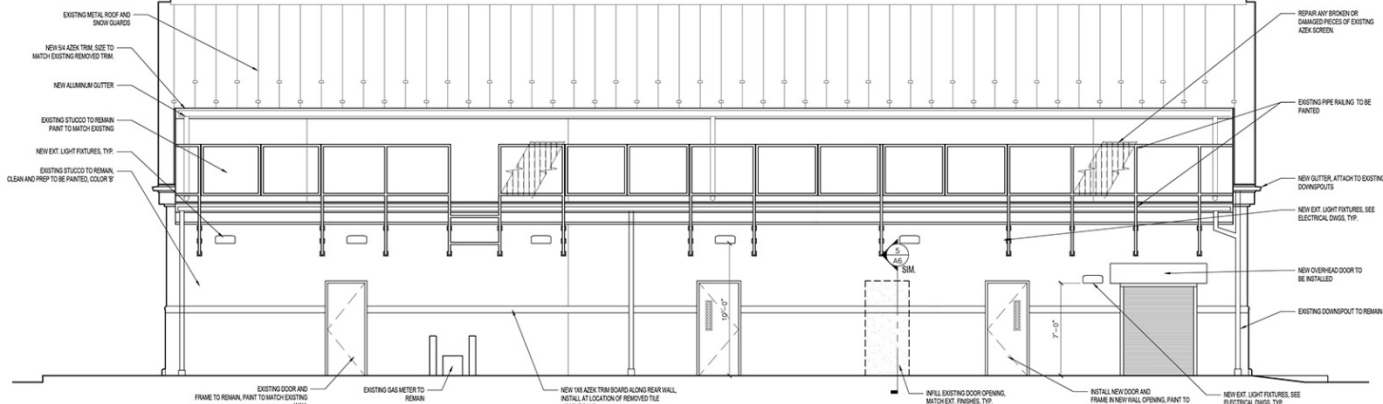 EXISTING METAL ROOF AND
SNOW GUARDS
NEW 5/4 AZEK TRIM, SIZE TO
MATCH EXISTING REMOVED TRIM.
NEW ALUMINUM GUTTER
EXISTING STUCCO TO REMAIN
PAINT TO MATCH EXISTING
NEW EXT. LIGHT FIXTURES, TYP.
EXISTING STUCCO TO REMAIN,
CLEAN AND PREP TO BE PAINTED, COLOR 'B'
REPAIR ANY BROKEN OR
DAMAGED PIECES OF EXISTING
AZEK SCREEN.
EXISTING PIPE RAILING TO BE
PAINTED
NEW GUTTER, ATTACH TO EXISTING
DOWNSPOUTS
NEW EXT. LIGHT FIXTURES, SEE
ELECTRICAL DWGS, TYP.
NEW OVERHEAD DOOR TO
BE INSTALLED
EXISTING DOWNSPOUT TO REMAIN
5
A6
SIM.
10'-0"
7'-0"
EXISTING DOOR AND
FRAME TO REMAIN, PAINT TO MATCH EXISTING
EXISTING GAS METER TO
REMAIN
NEW 1X6 AZEK TRIM BOARD ALONG REAR WALL,
INSTALL AT LOCATION OF REMOVED TILE
INFILL EXISTING DOOR OPENING,
MATCH EXT. FINISHES, TYP.
INSTALL NEW DOOR AND
FRAME IN NEW WALL OPENING, PAINT TO
NEW EXT. LIGHT FIXTURES, SEE
ELECTRICAL DWGS, TYP.